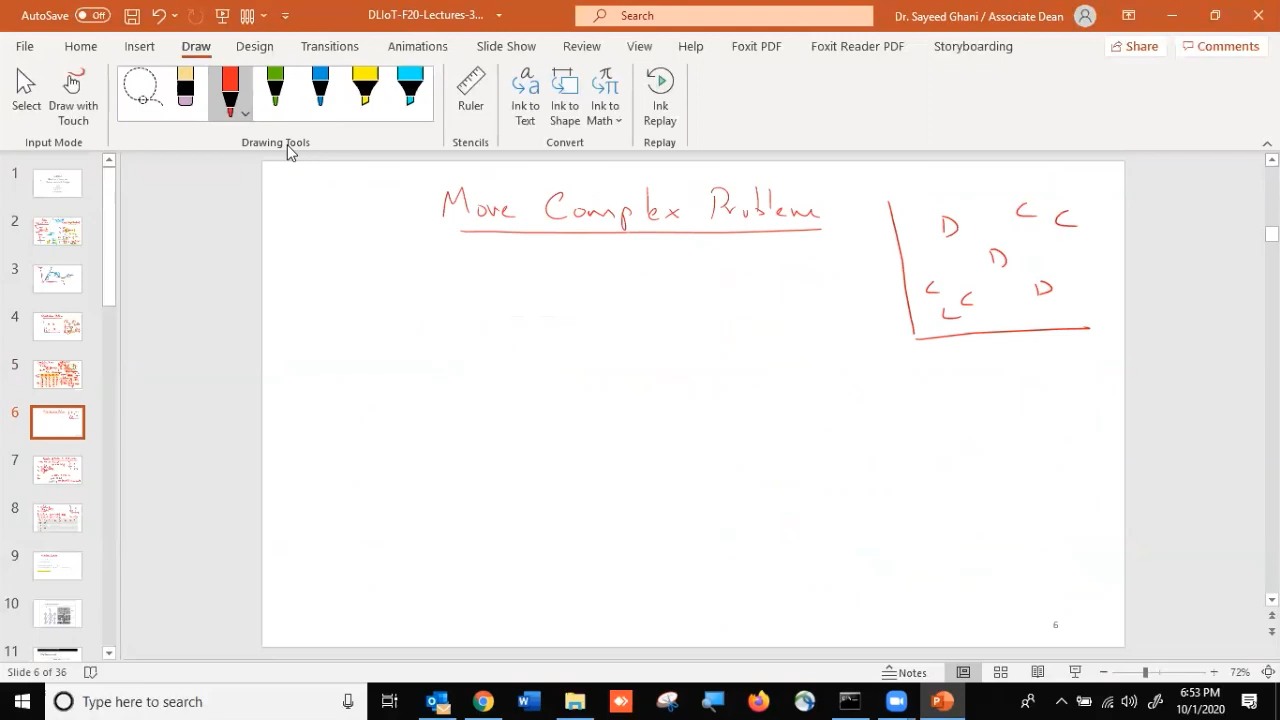 AutoSave Off DLIoT-F20-Lectures-3... Search Dr. Sayeed Ghani / Associate Dean
File Home Insert Draw Design Transitions Animations Slide Show Review View Help Foxit PDF Foxit Reader PDF Storyboarding Share Comments
Select Draw with Touch Ruler Ink to Text Ink to Shape Ink to Math Ink Replay
Input Mode Drawing Tools Stencils Convert Replay
1
2
3
4
5
6
7
8
9
10
11
More Complex Problem
D C C
D
C C D
C
6
Slide 6 of 36 Notes 72%
Type here to search 6:53 PM
10/1/2020